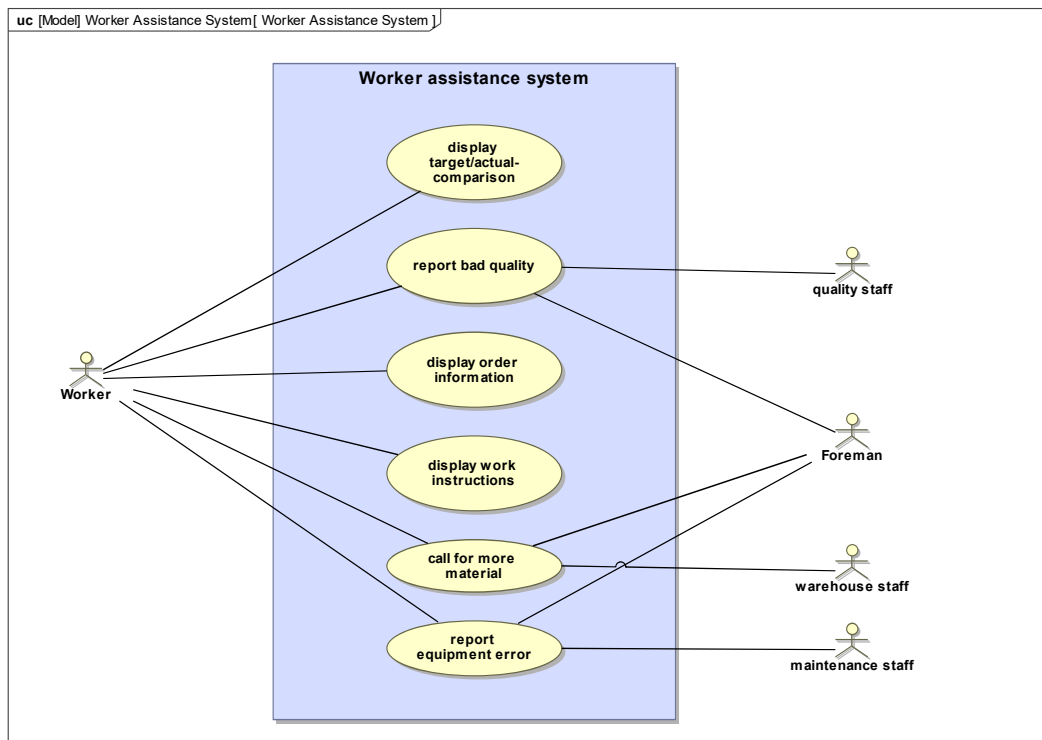 uc [Model] Worker Assistance System[ Worker Assistance System ]
Worker assistance system
display
target/actual-
comparison
report bad quality
quality staff
display order
information
Worker
Foreman
display work
instructions
call for more
material
warehouse staff
report
equipment error
maintenance staff